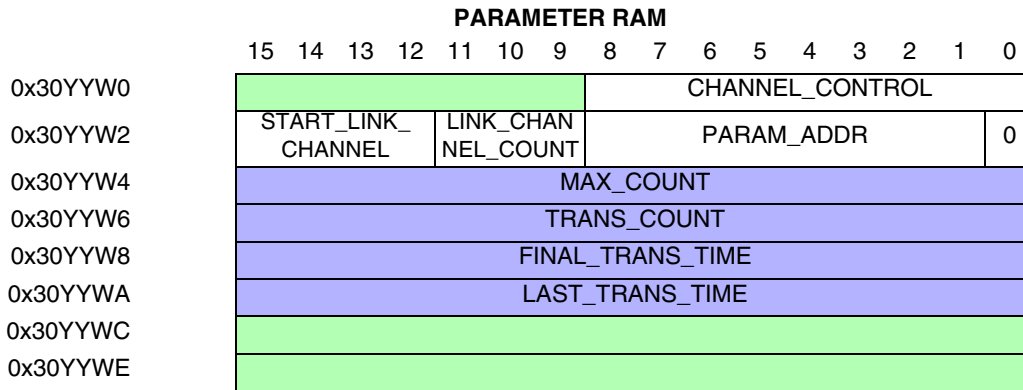 PARAMETER RAM
15 14 13 12 11 10 9 8 7 6 5 4 3 2 1 0
0x30YYW0 CHANNEL_CONTROL
0x30YYW2 START_LINK_ CHANNEL LINK_CHAN NEL_COUNT PARAM_ADDR 0
0x30YYW4 MAX_COUNT
0x30YYW6 TRANS_COUNT
0x30YYW8 FINAL_TRANS_TIME
0x30YYWA LAST_TRANS_TIME
0x30YYWC
0x30YYWE